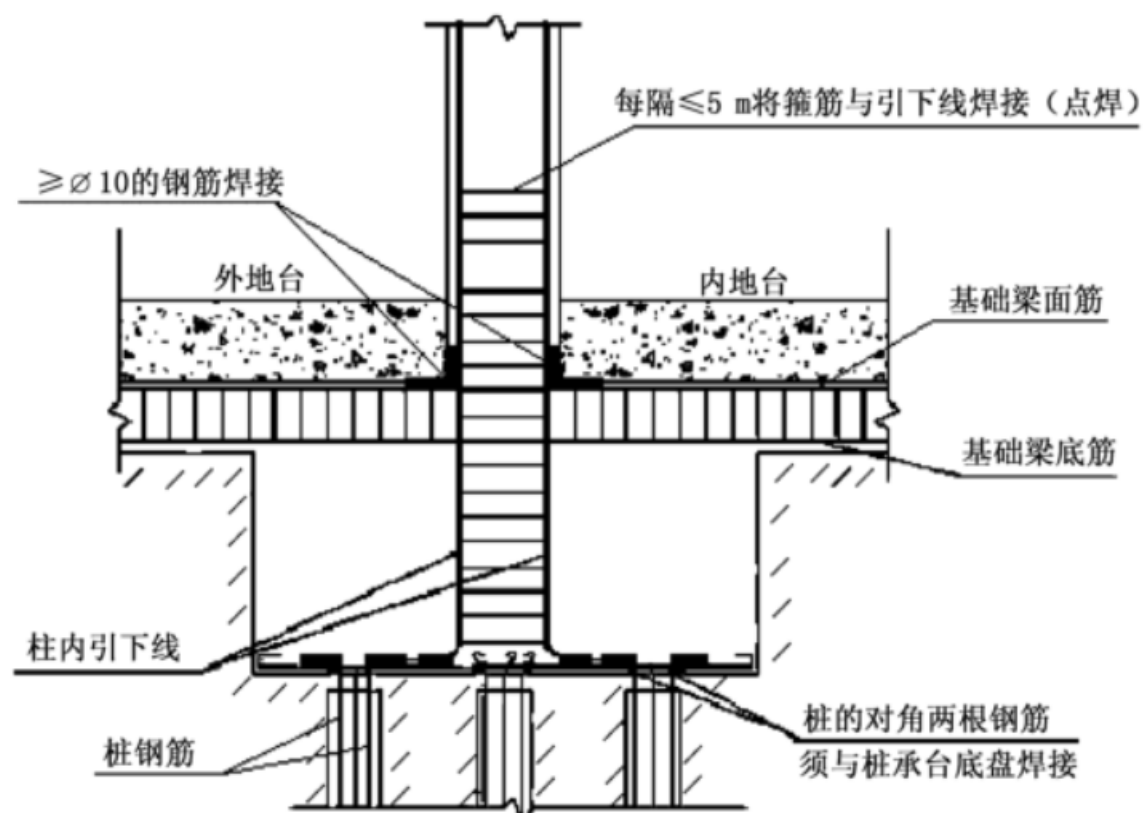 每隔≤5 m将箍筋与引下线焊接（点焊）
≥∅10的钢筋焊接
外地台
内地台
基础梁面筋
基础梁底筋
柱内引下线
桩钢筋
桩的对角两根钢筋
须与桩承台底盘焊接